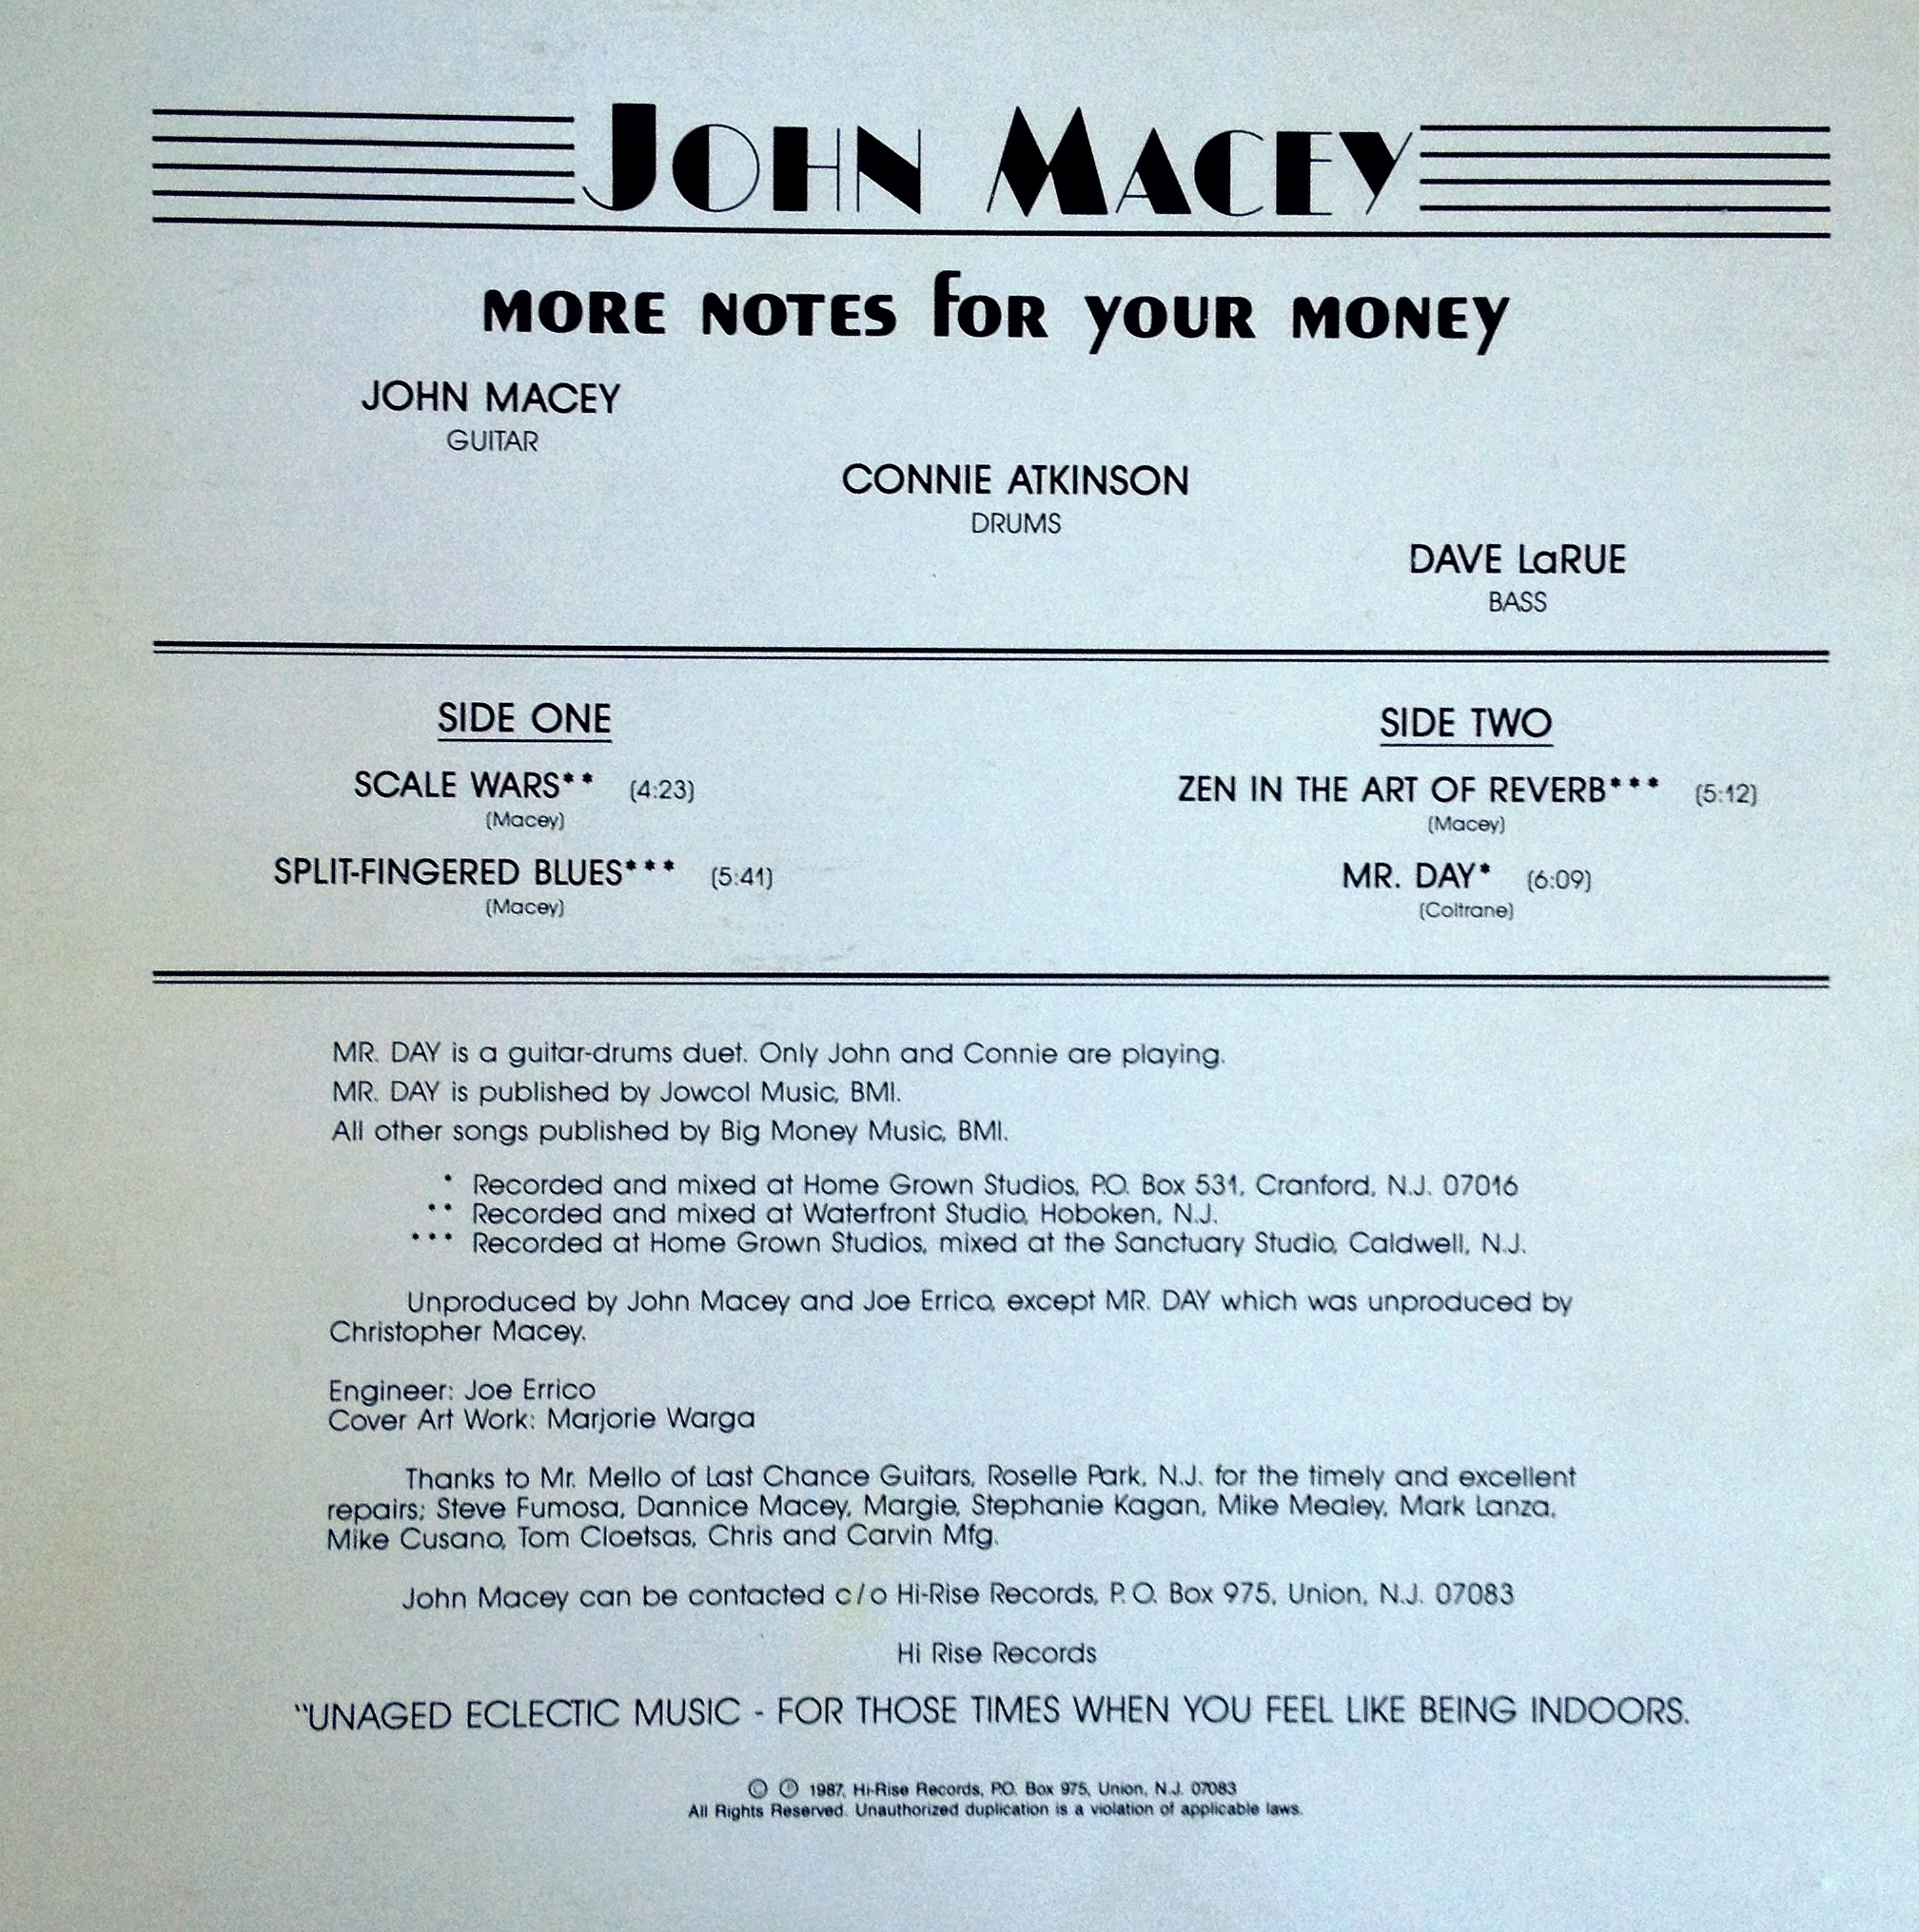 JOHN MACEY
MORE NOTES FOR YOUR MONEY
JOHN MACEY
GUITAR
CONNIE ATKINSON
DRUMS
DAVE LaRUE
BASS
SIDE ONE
SCALE WARS** (4:23)
(Macey)
SPLIT-FINGERED BLUES*** (5:41)
(Macey)
SIDE TWO
ZEN IN THE ART OF REVERB*** (5:12)
(Macey)
MR. DAY* (6:09)
(Coltrane)
MR. DAY is a guitar-drums duet. Only John and Connie are playing.
MR. DAY is published by Jowcol Music, BMI.
All other songs published by Big Money Music, BMI.
* Recorded and mixed at Home Grown Studios, P.O. Box 531, Cranford, N.J. 07016
** Recorded and mixed at Waterfront Studio, Hoboken, N.J.
*** Recorded at Home Grown Studios, mixed at the Sanctuary Studio, Caldwell, N.J.
Unproduced by John Macey and Joe Errico, except MR. DAY which was unproduced by
Christopher Macey.
Engineer: Joe Errico
Cover Art Work: Marjorie Warga
Thanks to Mr. Mello of Last Chance Guitars, Roselle Park, N.J. for the timely and excellent
repairs; Steve Fumosa, Dannice Macey, Margie, Stephanie Kagan, Mike Mealey, Mark Lanza,
Mike Cusano, Tom Cloetsas, Chris and Carvin Mfg.
John Macey can be contacted c/o Hi-Rise Records, P.O. Box 975, Union, N.J. 07083
Hi Rise Records
"UNAGED ECLECTIC MUSIC - FOR THOSE TIMES WHEN YOU FEEL LIKE BEING INDOORS.
© ℗ 1987, Hi-Rise Records, P.O. Box 975, Union, N.J. 07083
All Rights Reserved. Unauthorized duplication is a violation of applicable laws.